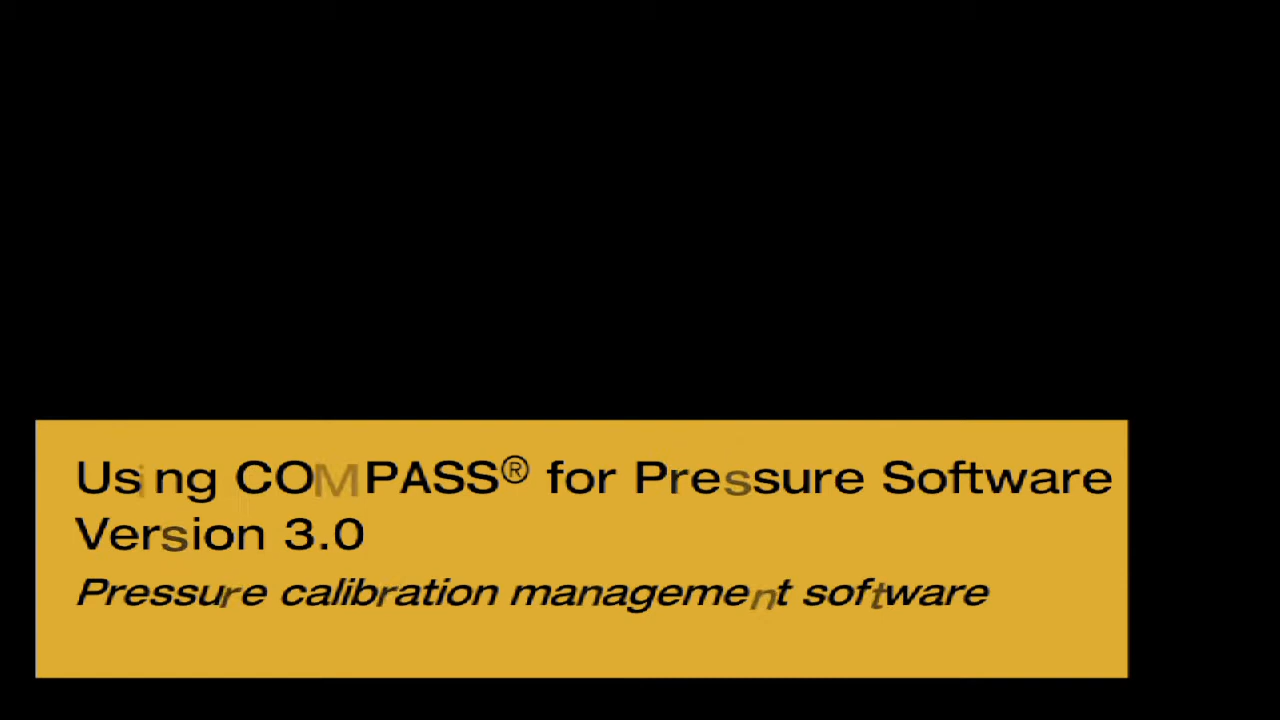 Using COMPASS® for Pressure Software
Version 3.0
Pressure calibration management software